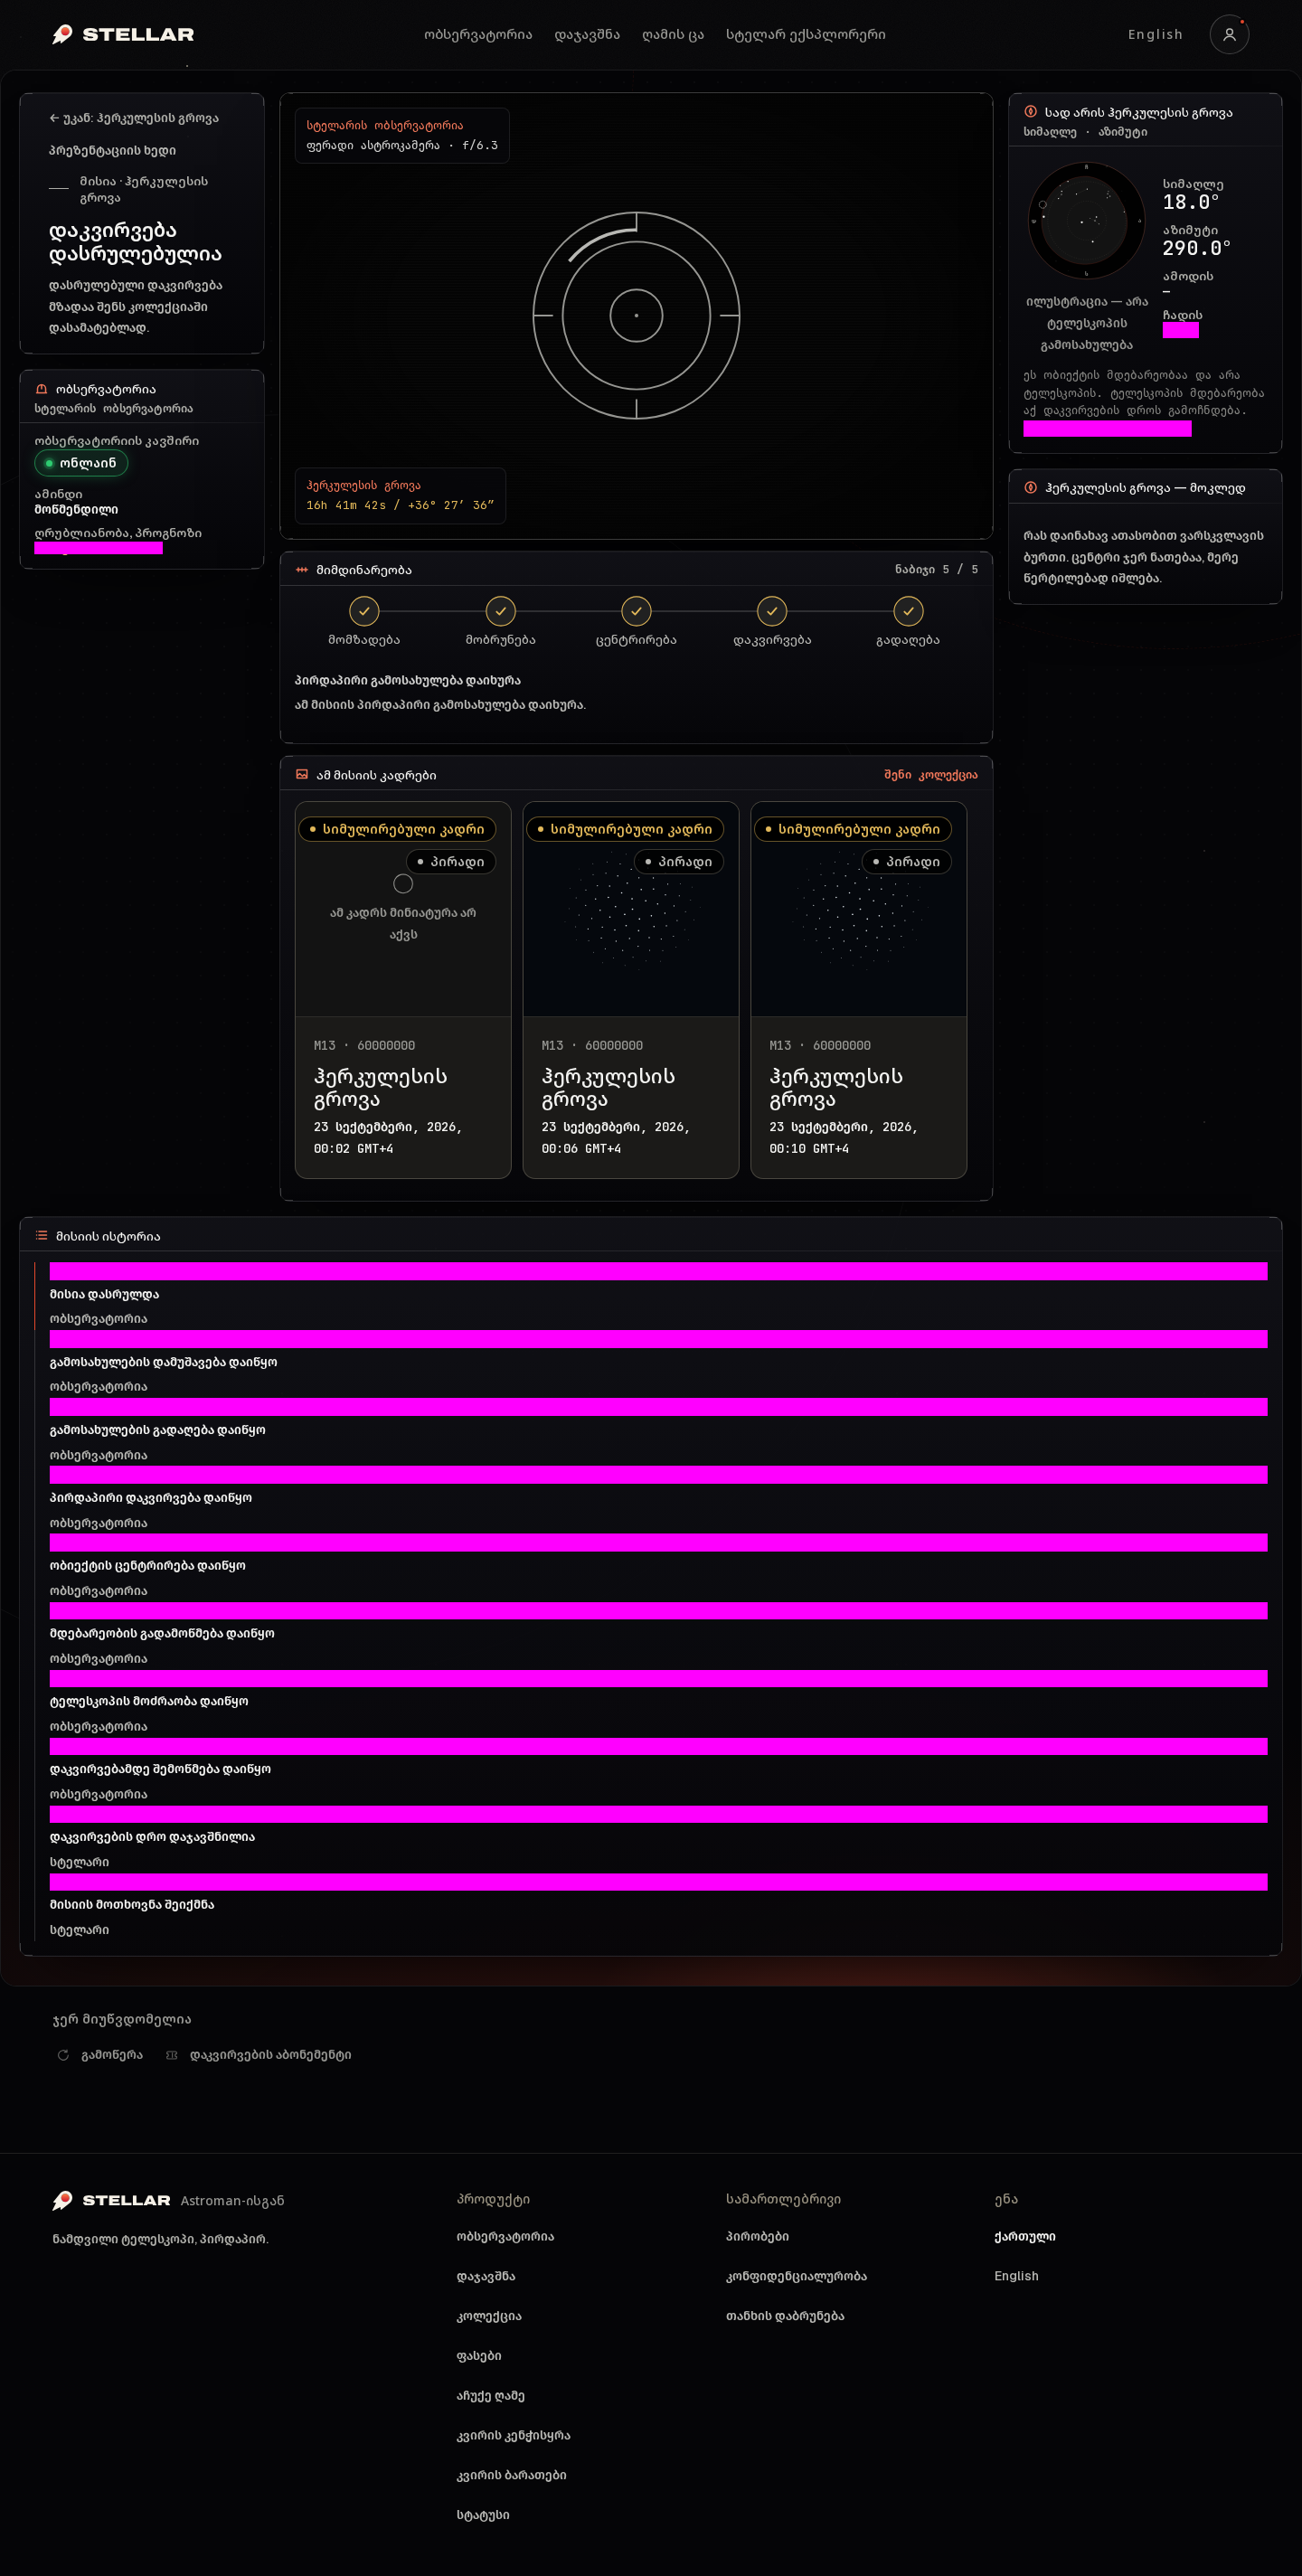 STELLAR
ობსერვატორია
დაჯავშნა
ღამის ცა
სტელარ ექსპლორერი
English
← უკან: ჰერკულესის გროვა
პრეზენტაციის ხედი
მისია · ჰერკულესის
გროვა
დაკვირვება
დასრულებულია
დასრულებული დაკვირვება
მზადაა შენს კოლექციაში
დასამატებლად.
ობსერვატორია
სტელარის ობსერვატორია
ობსერვატორიის კავშირი
ონლაინ
ამინდი
მოწმენდილი
ღრუბლიანობა, პროგნოზი
სტელარის ობსერვატორია
ფერადი ასტროკამერა · f/6.3
ჰერკულესის გროვა
16h 41m 42s / +36° 27′ 36″
მიმდინარეობა
ნაბიჯი 5 / 5
მომზადება
მობრუნება
ცენტრირება
დაკვირვება
გადაღება
პირდაპირი გამოსახულება დაიხურა
ამ მისიის პირდაპირი გამოსახულება დაიხურა.
ამ მისიის კადრები
შენი კოლექცია
სიმულირებული კადრი
პირადი
ამ კადრს მინიატურა არ
აქვს
M13 · 60000000
ჰერკულესის
გროვა
23 სექტემბერი, 2026,
00:02 GMT+4
სიმულირებული კადრი
პირადი
M13 · 60000000
ჰერკულესის
გროვა
23 სექტემბერი, 2026,
00:06 GMT+4
სიმულირებული კადრი
პირადი
M13 · 60000000
ჰერკულესის
გროვა
23 სექტემბერი, 2026,
00:10 GMT+4
სად არის ჰერკულესის გროვა
სიმაღლე · აზიმუტი
სიმაღლე
18.0°
აზიმუტი
290.0°
ამოდის
—
ჩადის
ილუსტრაცია — არა
ტელესკოპის
გამოსახულება
ეს ობიექტის მდებარეობაა და არა
ტელესკოპის. ტელესკოპის მდებარეობა
აქ დაკვირვების დროს გამოჩნდება.
ჰერკულესის გროვა — მოკლედ
რას დაინახავ ათასობით ვარსკვლავის
ბურთი. ცენტრი ჯერ ნათებაა, მერე
წერტილებად იშლება.
მისიის ისტორია
მისია დასრულდა
ობსერვატორია
გამოსახულების დამუშავება დაიწყო
ობსერვატორია
გამოსახულების გადაღება დაიწყო
ობსერვატორია
პირდაპირი დაკვირვება დაიწყო
ობსერვატორია
ობიექტის ცენტრირება დაიწყო
ობსერვატორია
მდებარეობის გადამოწმება დაიწყო
ობსერვატორია
ტელესკოპის მოძრაობა დაიწყო
ობსერვატორია
დაკვირვებამდე შემოწმება დაიწყო
ობსერვატორია
დაკვირვების დრო დაჯავშნილია
სტელარი
მისიის მოთხოვნა შეიქმნა
სტელარი
ჯერ მიუწვდომელია
გამოწერა
დაკვირვების აბონემენტი
STELLAR Astroman-ისგან
ნამდვილი ტელესკოპი, პირდაპირ.
პროდუქტი
ობსერვატორია
დაჯავშნა
კოლექცია
ფასები
აჩუქე ღამე
კვირის კენჭისყრა
კვირის ბარათები
სტატუსი
სამართლებრივი
პირობები
კონფიდენციალურობა
თანხის დაბრუნება
ენა
ქართული
English